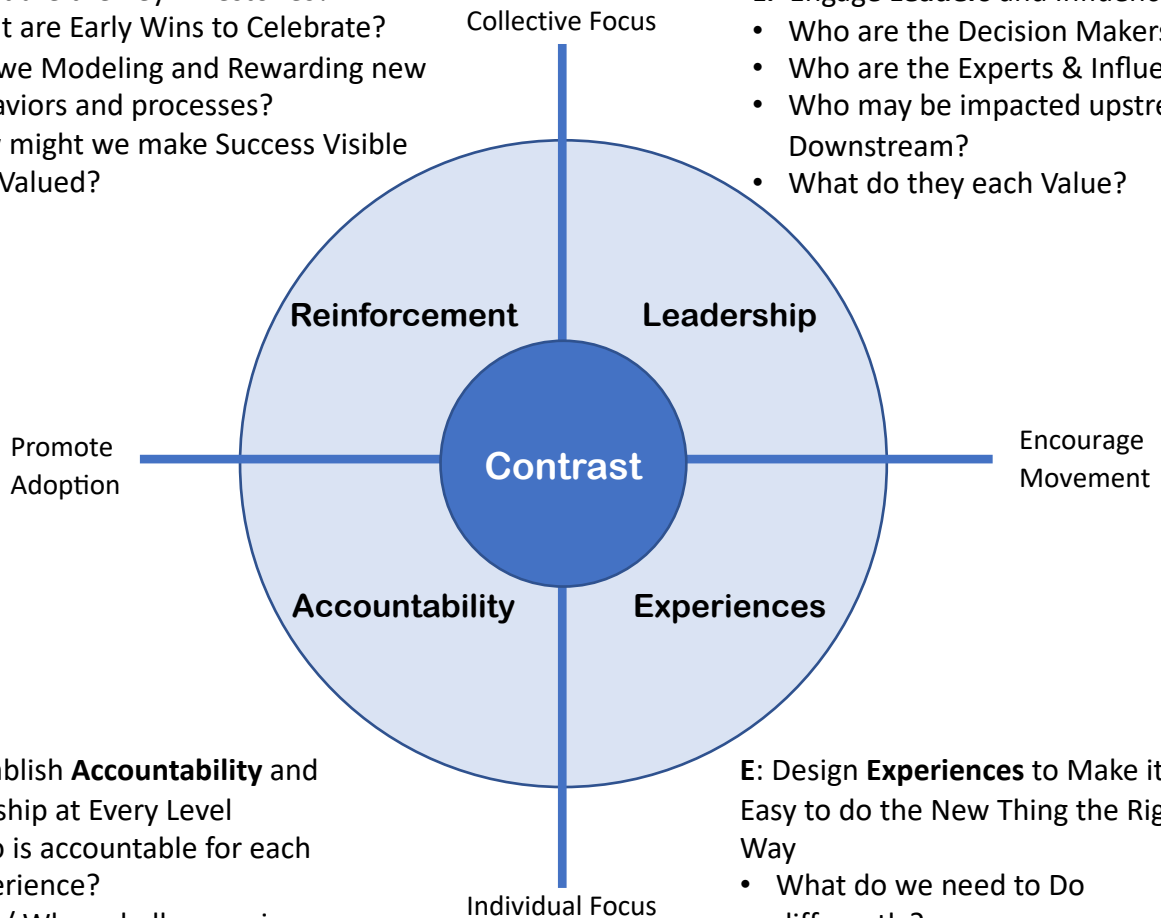 t are Early Wins to Celebrate?
we Modeling and Rewarding new
aviors and processes?
might we make Success Visible
Valued?
Collective Focus
Engage Leaders and
• Who are the Decision Makers
• Who are the Experts & Influe
• Who may be impacted upstre
Downstream?
• What do they each Value?
Reinforcement
Leadership
Promote
Adoption
Contrast
Encourage
Movement
Accountability
Experiences
ablish Accountability and
ship at Every Level
o is accountable for each
erience?
Individual Focus
E: Design Experiences to Make it
Easy to do the New Thing the Rig
Way
• What do we need to Do